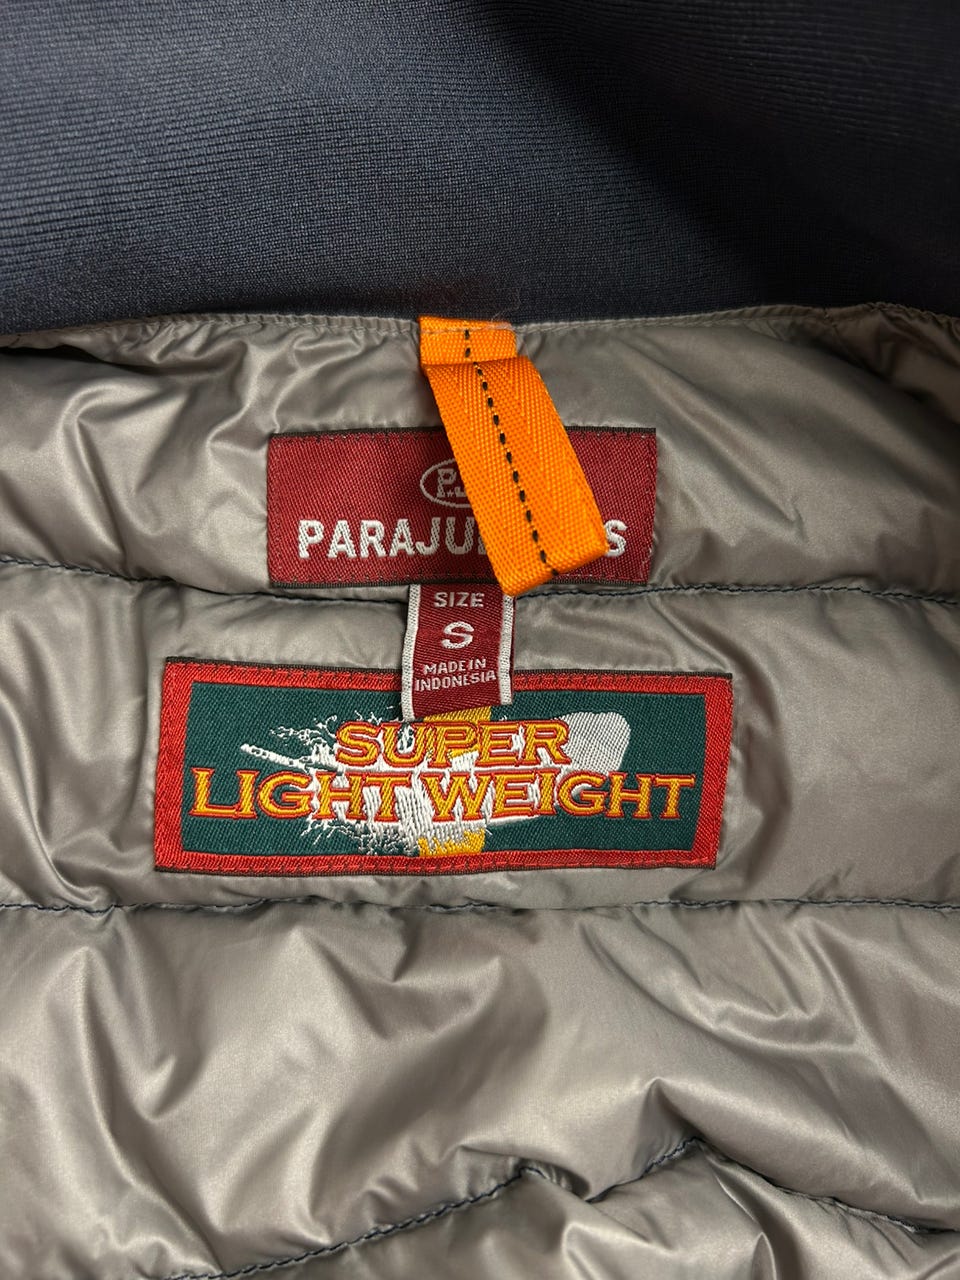 P.J
PARAJU S
SIZE
S
MADE IN
INDONESIA
SUPER
LIGHT WEIGHT